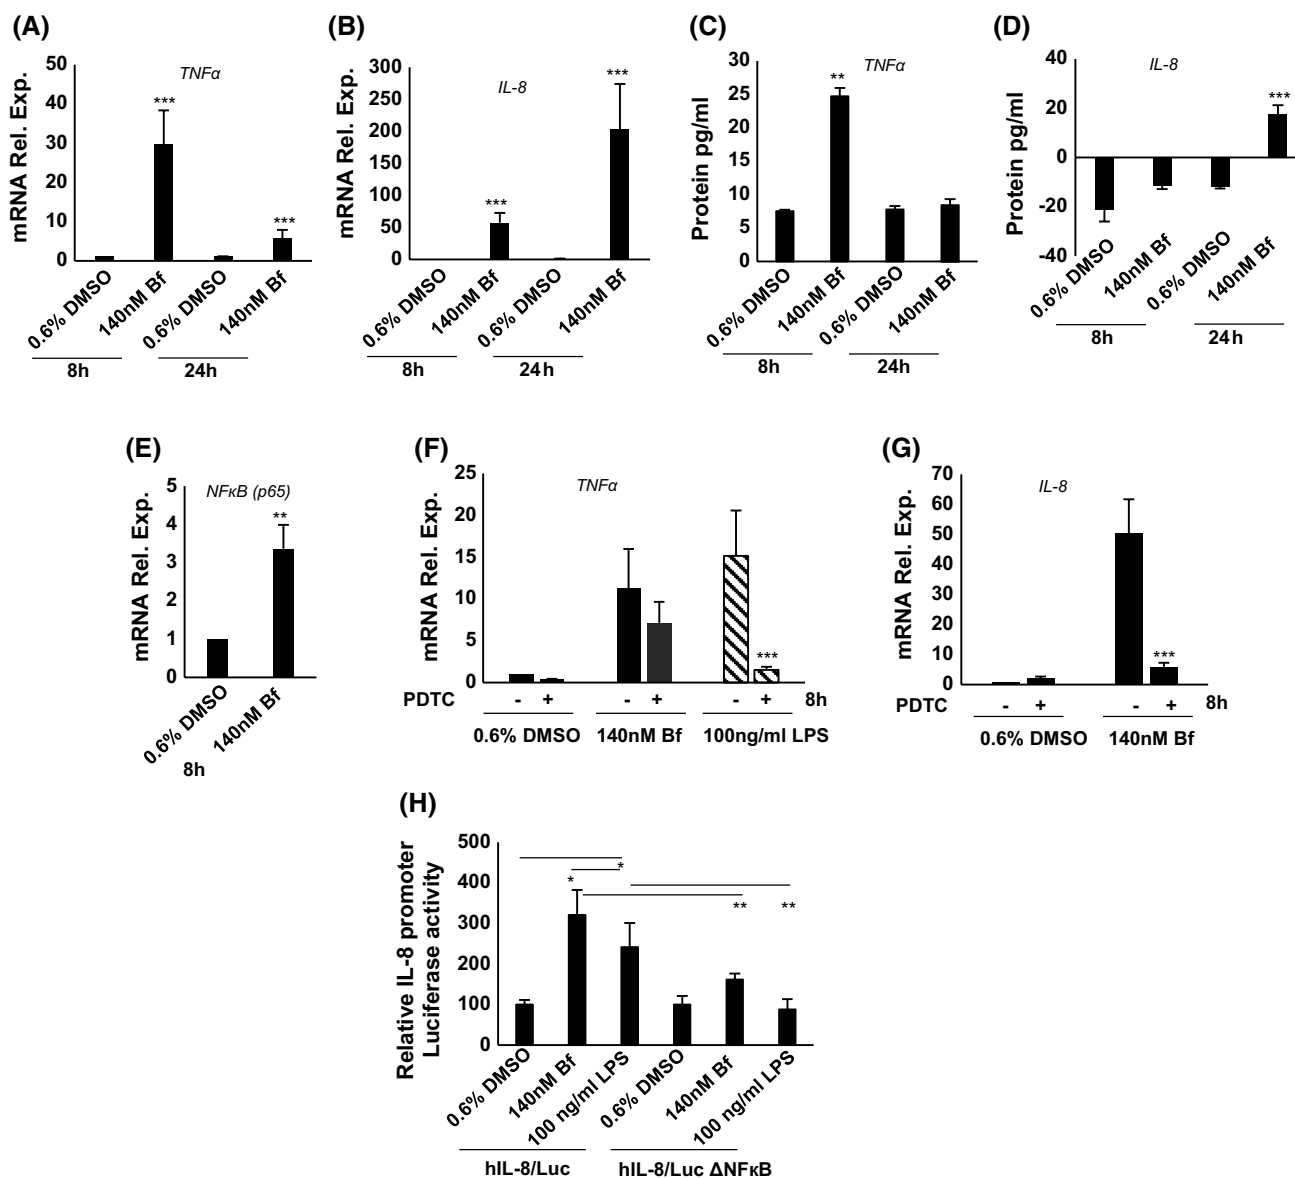 (A)
TNFα
mRNA Rel. Exp.
50
40
30
20
10
0
***
***
0.6% DMSO
140nM Bf
0.6% DMSO
140nM Bf
8h
24h
(B)
IL-8
mRNA Rel. Exp.
300
250
200
150
100
50
0
***
***
0.6% DMSO
140nM Bf
0.6% DMSO
140nM Bf
8h
24h
(C)
TNFα
Protein pg/ml
30
25
20
15
10
5
0
**
0.6% DMSO
140nM Bf
0.6% DMSO
140nM Bf
8h
24h
(D)
IL-8
Protein pg/ml
40
20
0
-20
-40
***
0.6% DMSO
140nM Bf
0.6% DMSO
140nM Bf
8h
24h
(E)
NFκB (p65)
mRNA Rel. Exp.
5
4
3
2
1
0
**
0.6% DMSO
140nM Bf
8h
(F)
TNFα
mRNA Rel. Exp.
25
20
15
10
5
0
***
PDTC - + - + - + 8h
0.6% DMSO 140nM Bf 100ng/ml LPS
(G)
IL-8
mRNA Rel. Exp.
70
60
50
40
30
20
10
0
***
PDTC - + - + 8h
0.6% DMSO 140nM Bf
(H)
Relative IL-8 promoter
Luciferase activity
500
400
300
200
100
0
*
*
**
**
0.6% DMSO
140nM Bf
100 ng/ml LPS
0.6% DMSO
140nM Bf
100 ng/ml LPS
hIL-8/Luc
hIL-8/Luc ΔNFκB